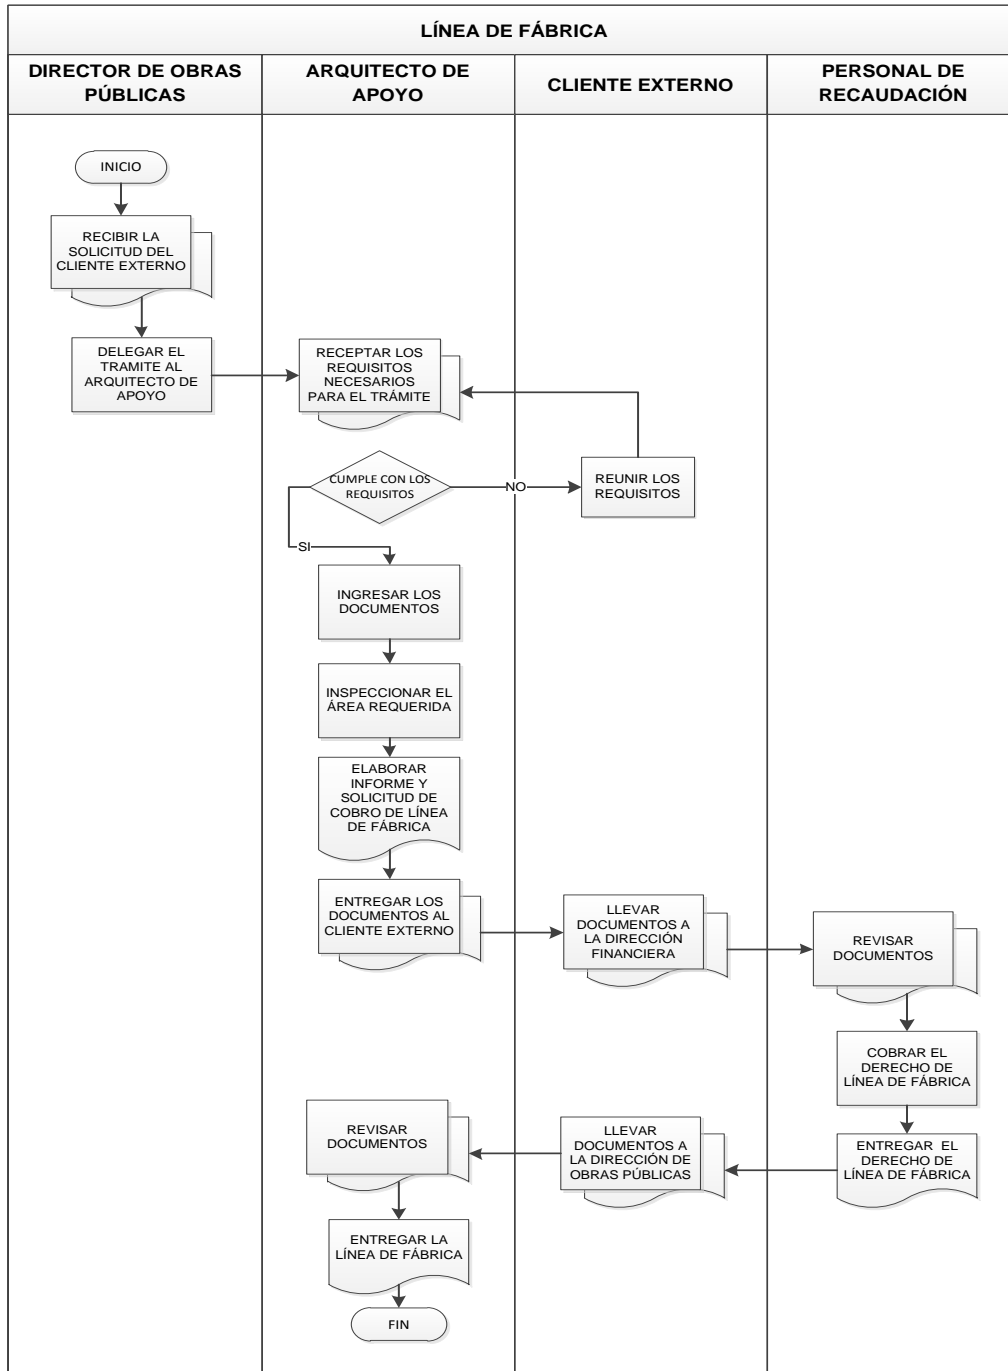 LÍNEA DE FÁBRICA
DIRECTOR DE OBRAS
PÚBLICAS
ARQUITECTO DE
APOYO
CLIENTE EXTERNO
PERSONAL DE
RECAUDACIÓN
INICIO
RECIBIR LA
SOLICITUD DEL
CLIENTE EXTERNO
DELEGAR EL
TRAMITE AL
ARQUITECTO DE
APOYO
RECEPTAR LOS
REQUISITOS
NECESARIOS
PARA EL TRÁMITE
CUMPLE CON LOS
REQUISITOS
NO
REUNIR LOS
REQUISITOS
SI
INGRESAR LOS
DOCUMENTOS
INSPECCIONAR EL
ÁREA REQUERIDA
ELABORAR
INFORME Y
SOLICITUD DE
COBRO DE LÍNEA
DE FÁBRICA
ENTREGAR LOS
DOCUMENTOS AL
CLIENTE EXTERNO
LLEVAR
DOCUMENTOS A
LA DIRECCIÓN
FINANCIERA
REVISAR
DOCUMENTOS
COBRAR EL
DERECHO DE
LÍNEA DE FÁBRICA
ENTREGAR EL
DERECHO DE
LÍNEA DE FÁBRICA
LLEVAR
DOCUMENTOS A
LA DIRECCIÓN DE
OBRAS PÚBLICAS
REVISAR
DOCUMENTOS
ENTREGAR LA
LÍNEA DE FÁBRICA
FIN